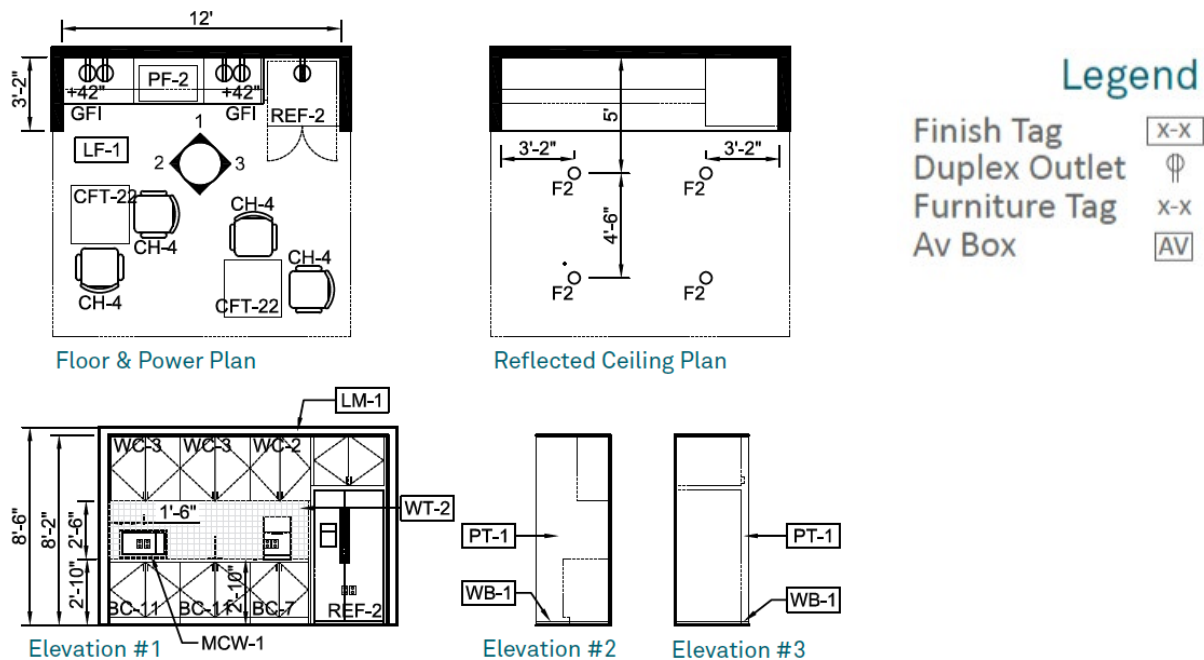 12'
3'-2"
+42"
GFI
PF-2
+42"
GFI
REF-2
LF-1
1
2
3
CFT-22
CH-4
CH-4
CH-4
CH-4
CFT-22
Floor & Power Plan
5'
3'-2"
3'-2"
F2
F2
4'-6"
F2
F2
Reflected Ceiling Plan
Legend
Finish Tag X-X
Duplex Outlet
Furniture Tag X-X
Av Box AV
LM-1
WC-3
WC-3
WC-2
8'-6"
8'-2"
2'-6"
2'-10"
1'-6"
WT-2
2'-10"
BC-11
BC-11
BC-7
REF-2
MCW-1
Elevation #1
PT-1
WB-1
Elevation #2
PT-1
WB-1
Elevation #3